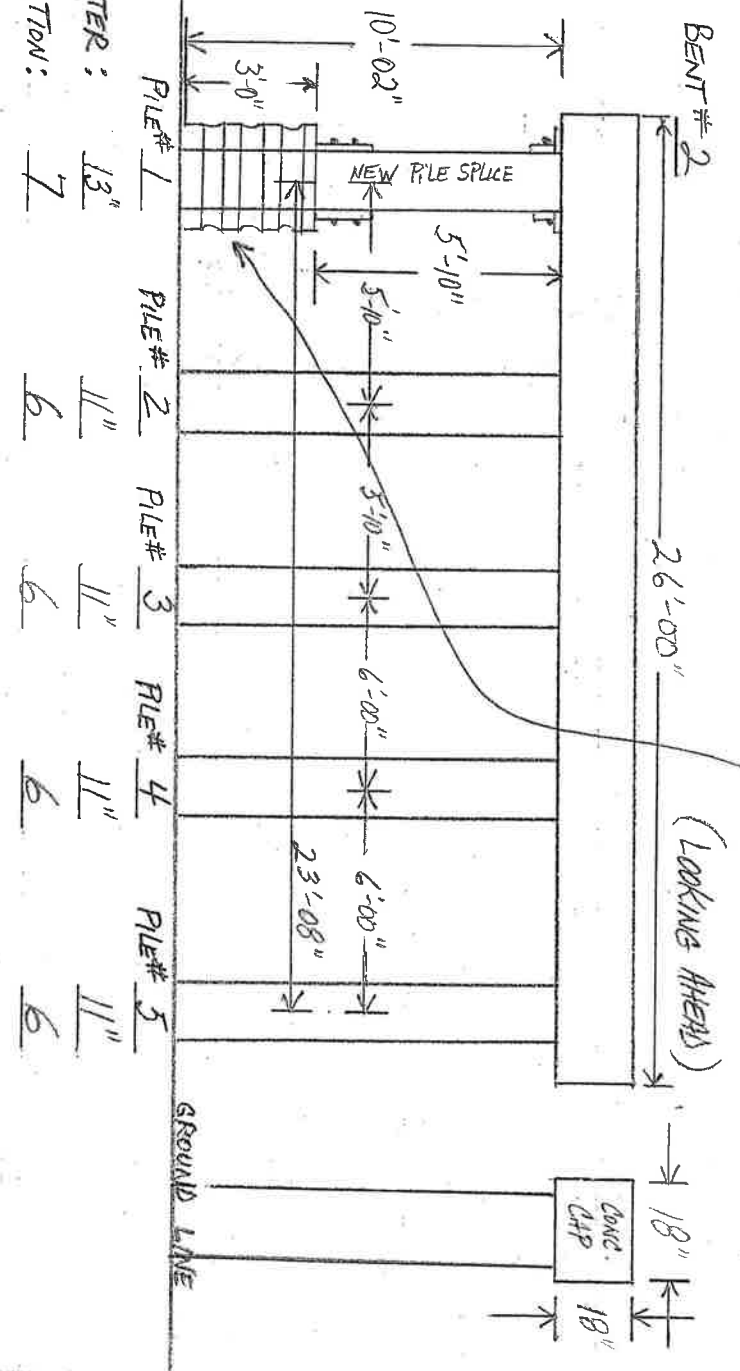 BENT # 2
(LOOKING AHEAD)
26'-00"
18"
CONC. CAP
18"
10'-02"
3'-0"
NEW PILE SPLICE
5'-10"
5'-10"
5'-10"
6'-00"
6'-00"
23'-08"
GROUND LINE
PILE# 1 PILE# 2 PILE# 3 PILE# 4 PILE# 5
TER: 13" 11" 11" 11" 11"
TION: 7 6 6 6 6